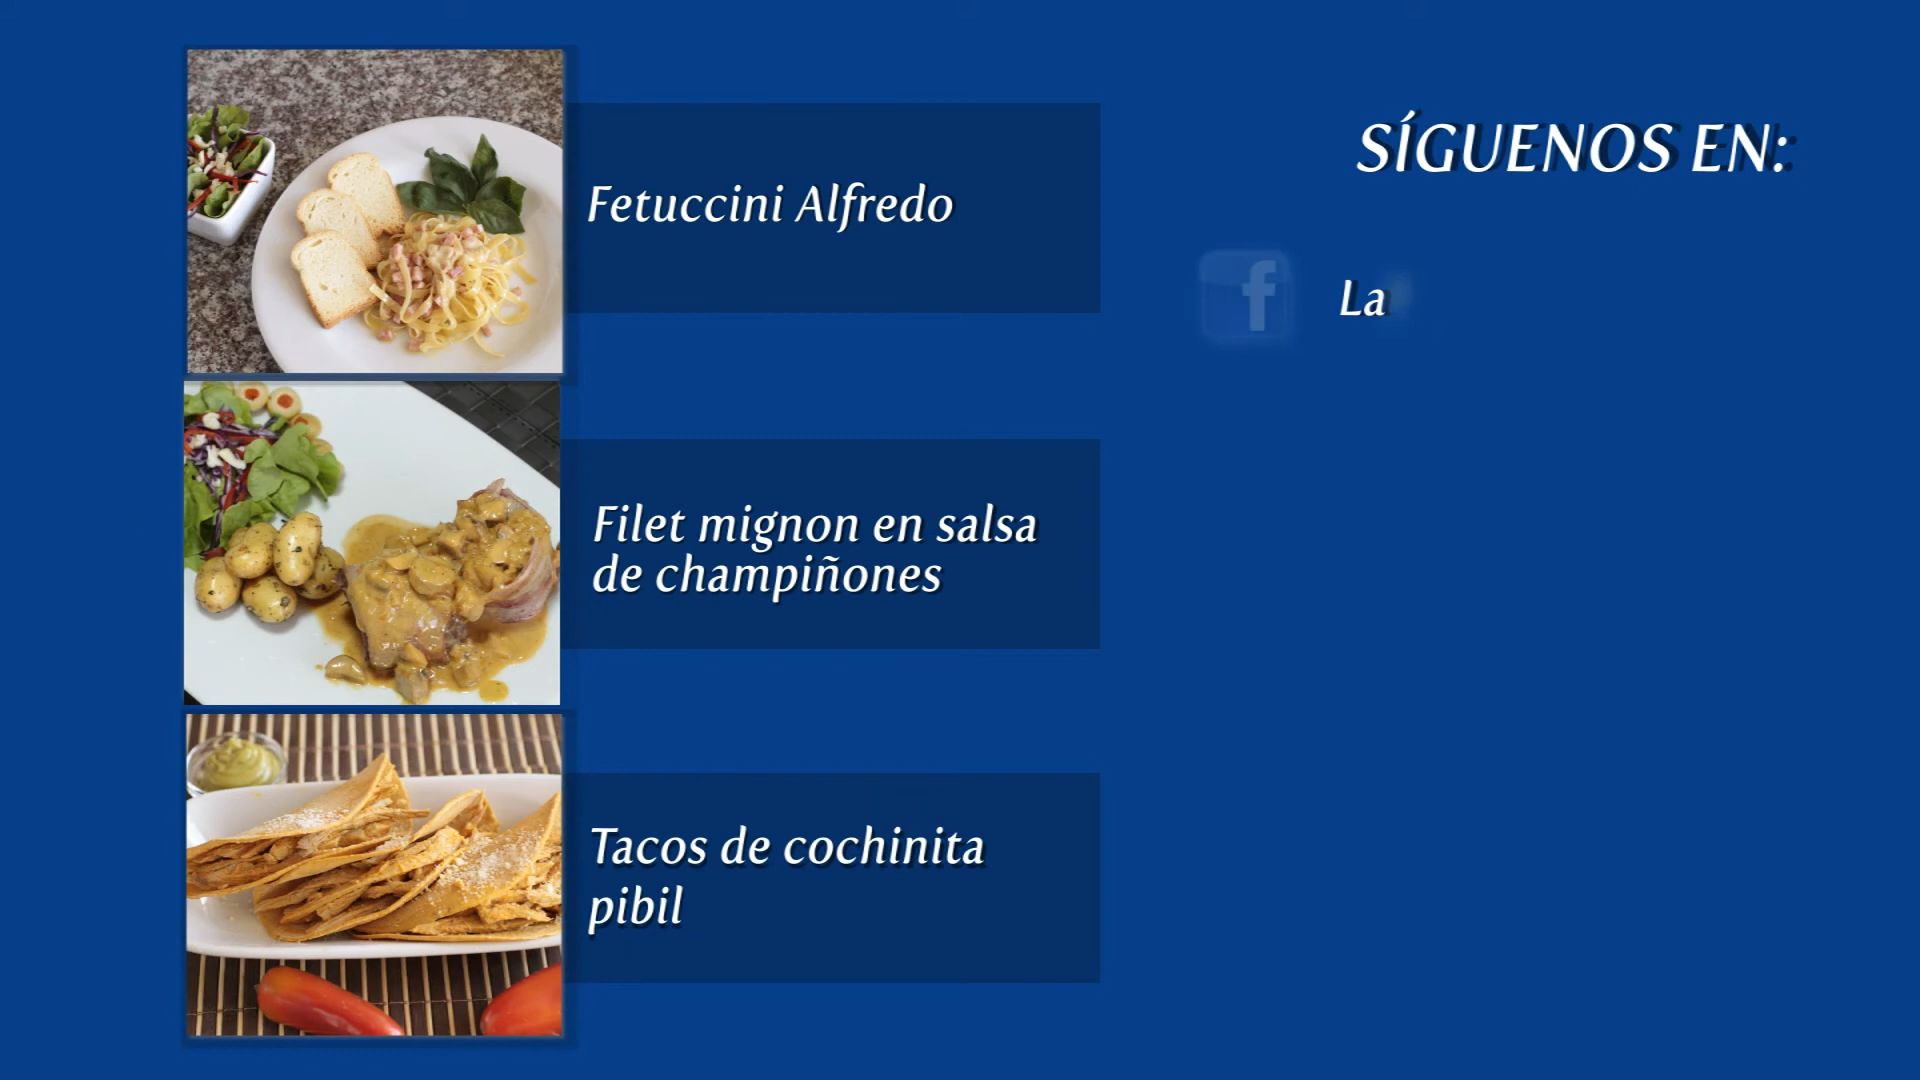 Fetuccini Alfredo
Filet mignon en salsa
de champiñones
Tacos de cochinita
pibil
SÍGUENOS EN:
f
La